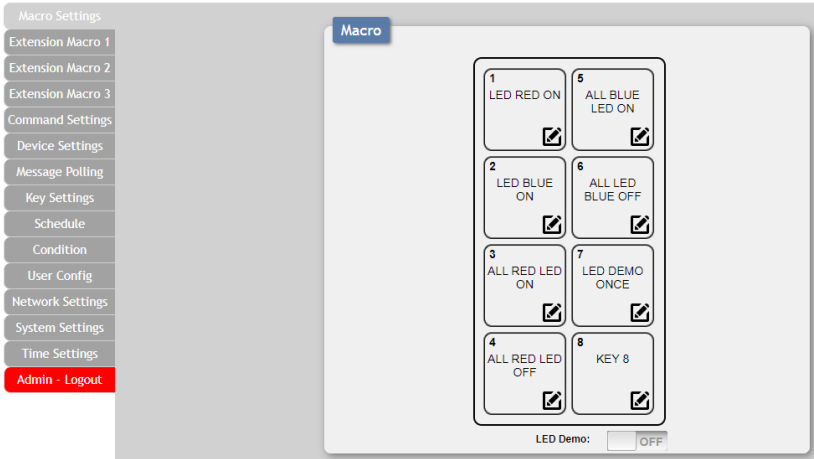 Macro Settings
Extension Macro 1
Extension Macro 2
Extension Macro 3
Command Settings
Device Settings
Message Polling
Key Settings
Schedule
Condition
User Config
Network Settings
System Settings
Time Settings
Admin - Logout
Macro
1
LED RED ON
5
ALL BLUE
LED ON
2
LED BLUE
ON
6
ALL LED
BLUE OFF
3
ALL RED LED
ON
7
LED DEMO
ONCE
4
ALL RED LED
OFF
8
KEY 8
LED Demo:
OFF